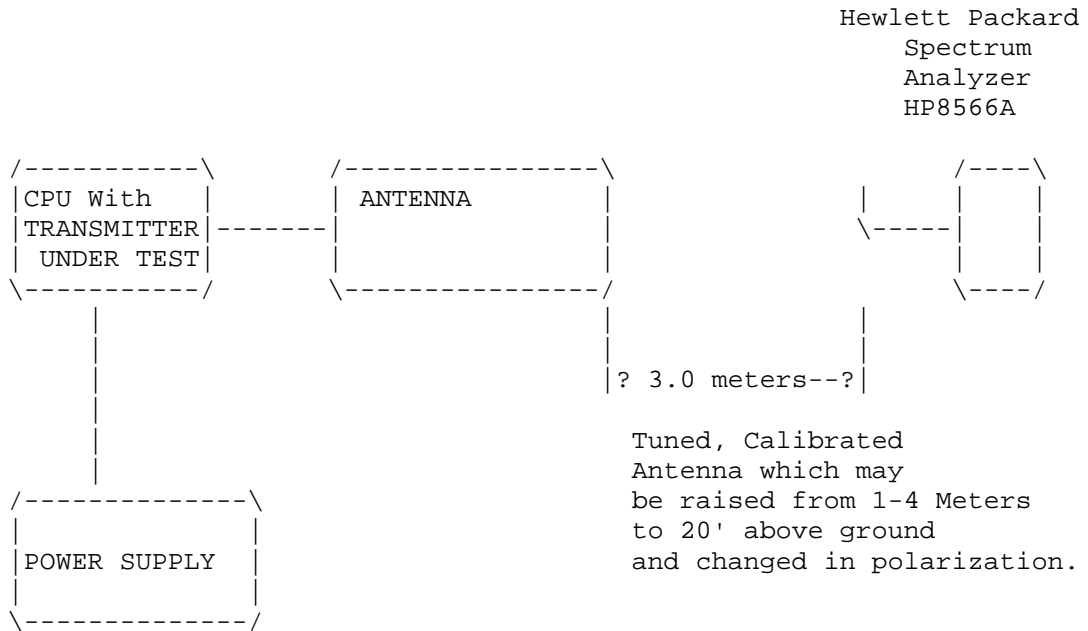 Hewlett Packard
Spectrum
Analyzer
HP8566A
CPU With
TRANSMITTER
UNDER TEST
ANTENNA
? 3.0 meters--?
Tuned, Calibrated
Antenna which may
be raised from 1-4 Meters
to 20' above ground
and changed in polarization.
POWER SUPPLY